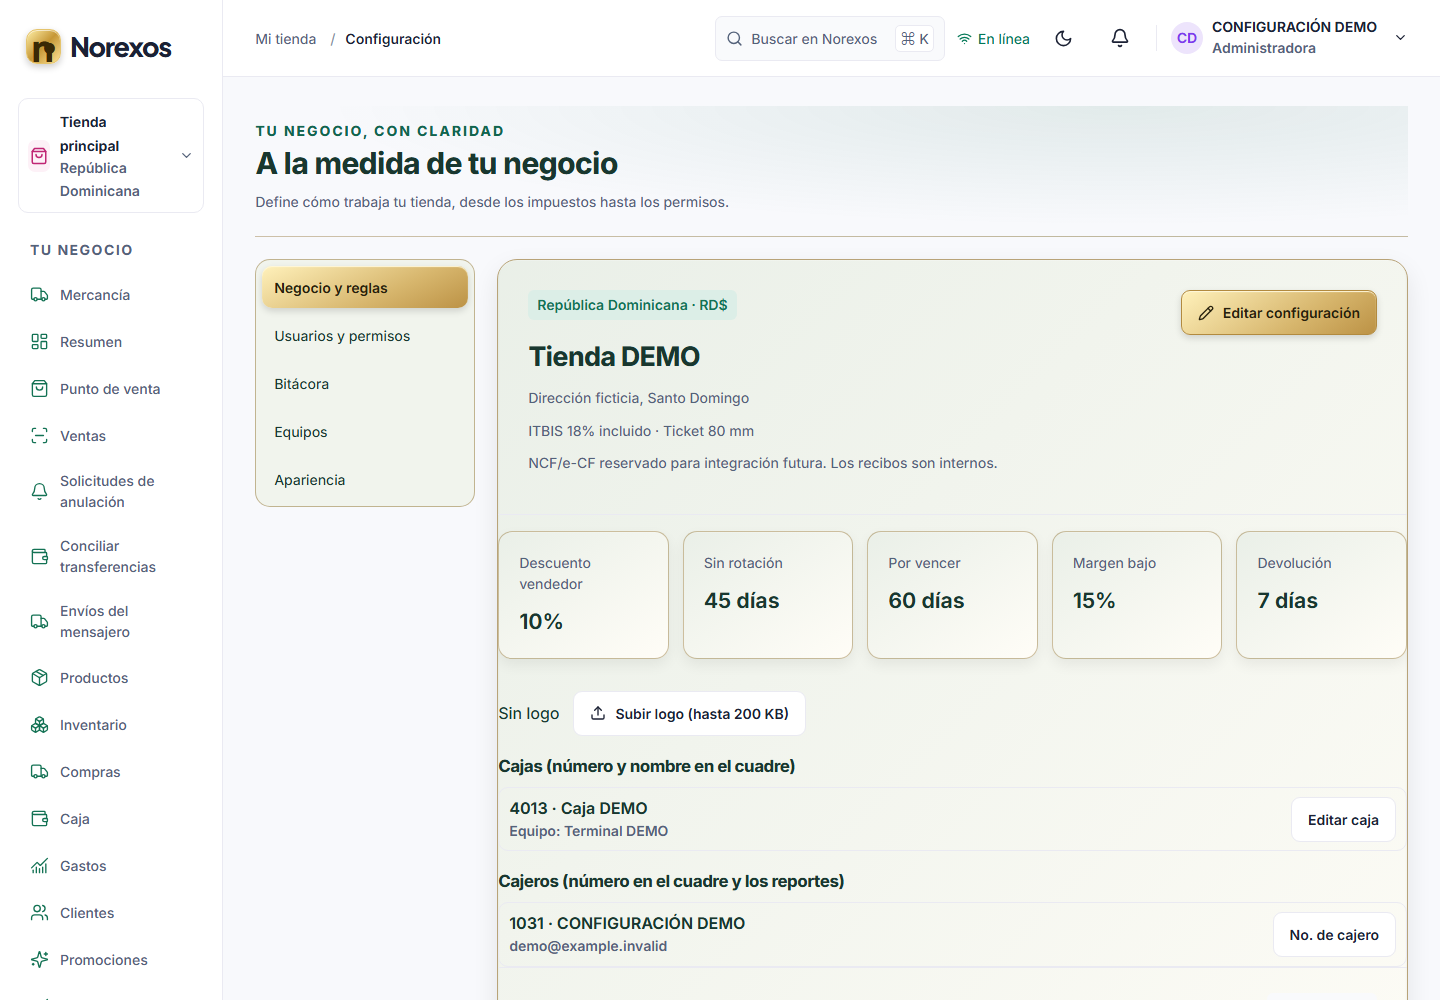 Norexos
Mi tienda / Configuración
Buscar en Norexos ⌘ K
En línea
CD
CONFIGURACIÓN DEMO
Administradora
Tienda
principal
República
Dominicana
TU NEGOCIO
Mercancía
Resumen
Punto de venta
Ventas
Solicitudes de
anulación
Conciliar
transferencias
Envíos del
mensajero
Productos
Inventario
Compras
Caja
Gastos
Clientes
Promociones
TU NEGOCIO, CON CLARIDAD
A la medida de tu negocio
Define cómo trabaja tu tienda, desde los impuestos hasta los permisos.
Negocio y reglas
Usuarios y permisos
Bitácora
Equipos
Apariencia
República Dominicana · RD$
Editar configuración
Tienda DEMO
Dirección ficticia, Santo Domingo
ITBIS 18% incluido · Ticket 80 mm
NCF/e-CF reservado para integración futura. Los recibos son internos.
Descuento
vendedor
10%
Sin rotación
45 días
Por vencer
60 días
Margen bajo
15%
Devolución
7 días
Sin logo
Subir logo (hasta 200 KB)
Cajas (número y nombre en el cuadre)
4013 · Caja DEMO
Equipo: Terminal DEMO
Editar caja
Cajeros (número en el cuadre y los reportes)
1031 · CONFIGURACIÓN DEMO
demo@example.invalid
No. de cajero